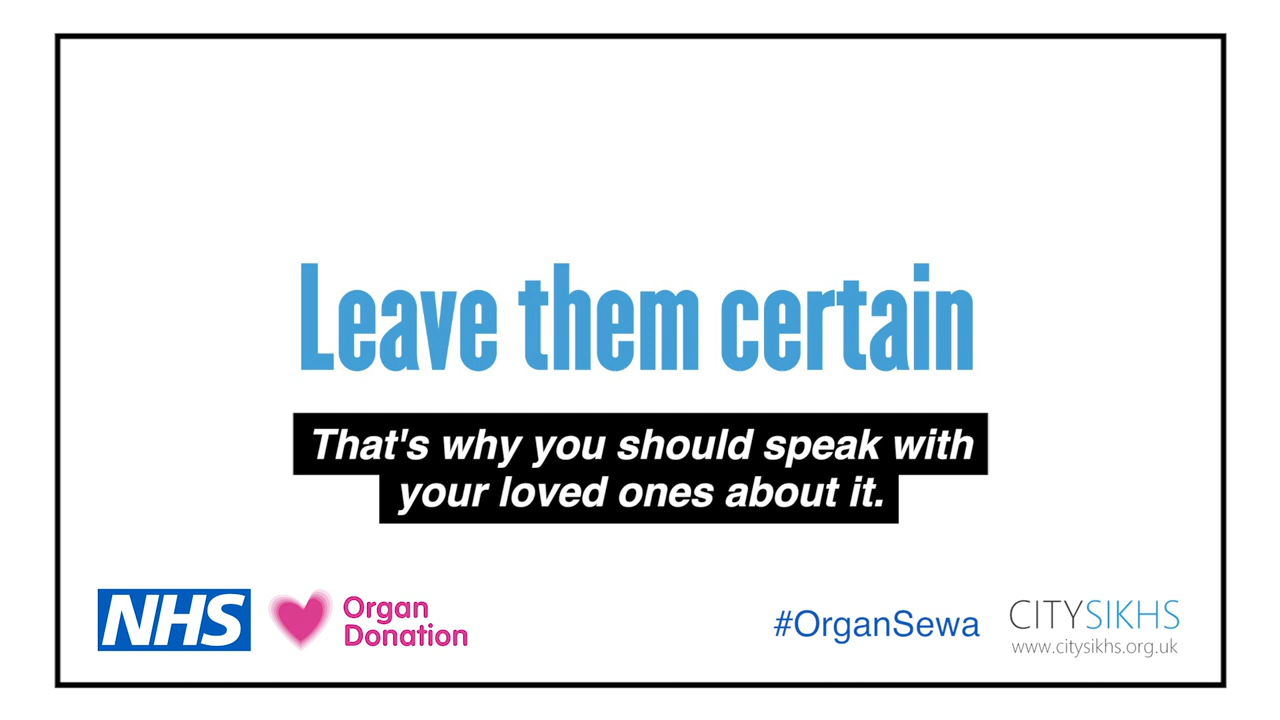 Leave them certain
That's why you should speak with
your loved ones about it.
NHS
Organ
Donation
#OrganSewa
CITYSIKHS
www.citysikhs.org.uk